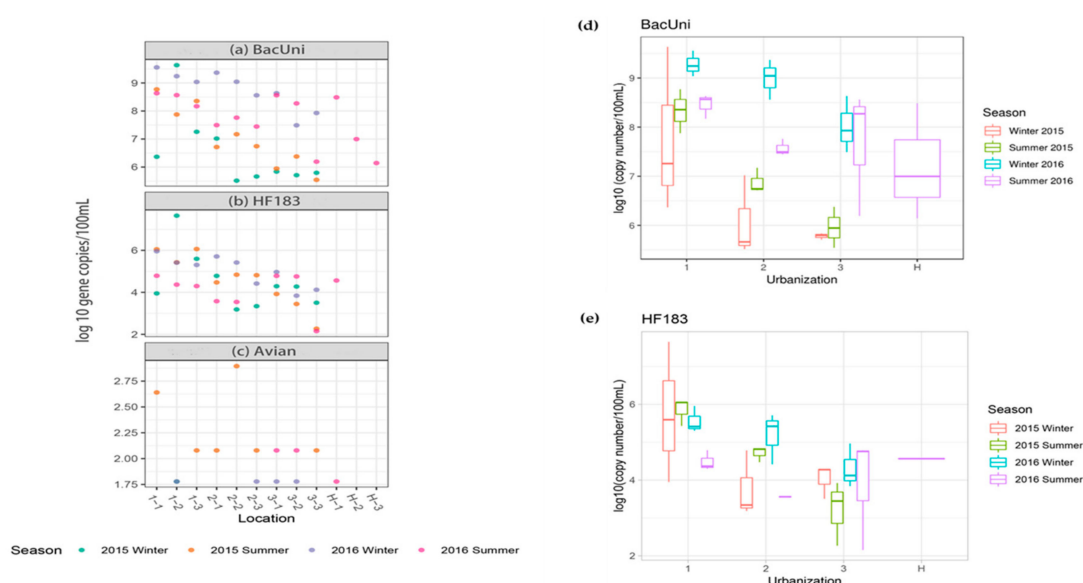 (a) BacUni
9
8
7
6
(b) HF183
6
4
2
(c) Avian
2.75
2.50
2.25
2.00
1.75
log 10 gene copies/100mL
1-1 1-2 1-3 2-1 2-2 2-3 3-1 3-2 3-3 H-1 H-2 H-3
Location
Season 2015 Winter 2015 Summer 2016 Winter 2016 Summer
(d) BacUni
log10 (copy number/100mL)
9
8
7
6
1 2 3 H
Urbanization
Season
Winter 2015
Summer 2015
Winter 2016
Summer 2016
(e) HF183
log10(copy number/100mL)
6
4
2
1 2 3 H
Urbanization
Season
2015 Winter
2015 Summer
2016 Winter
2016 Summer